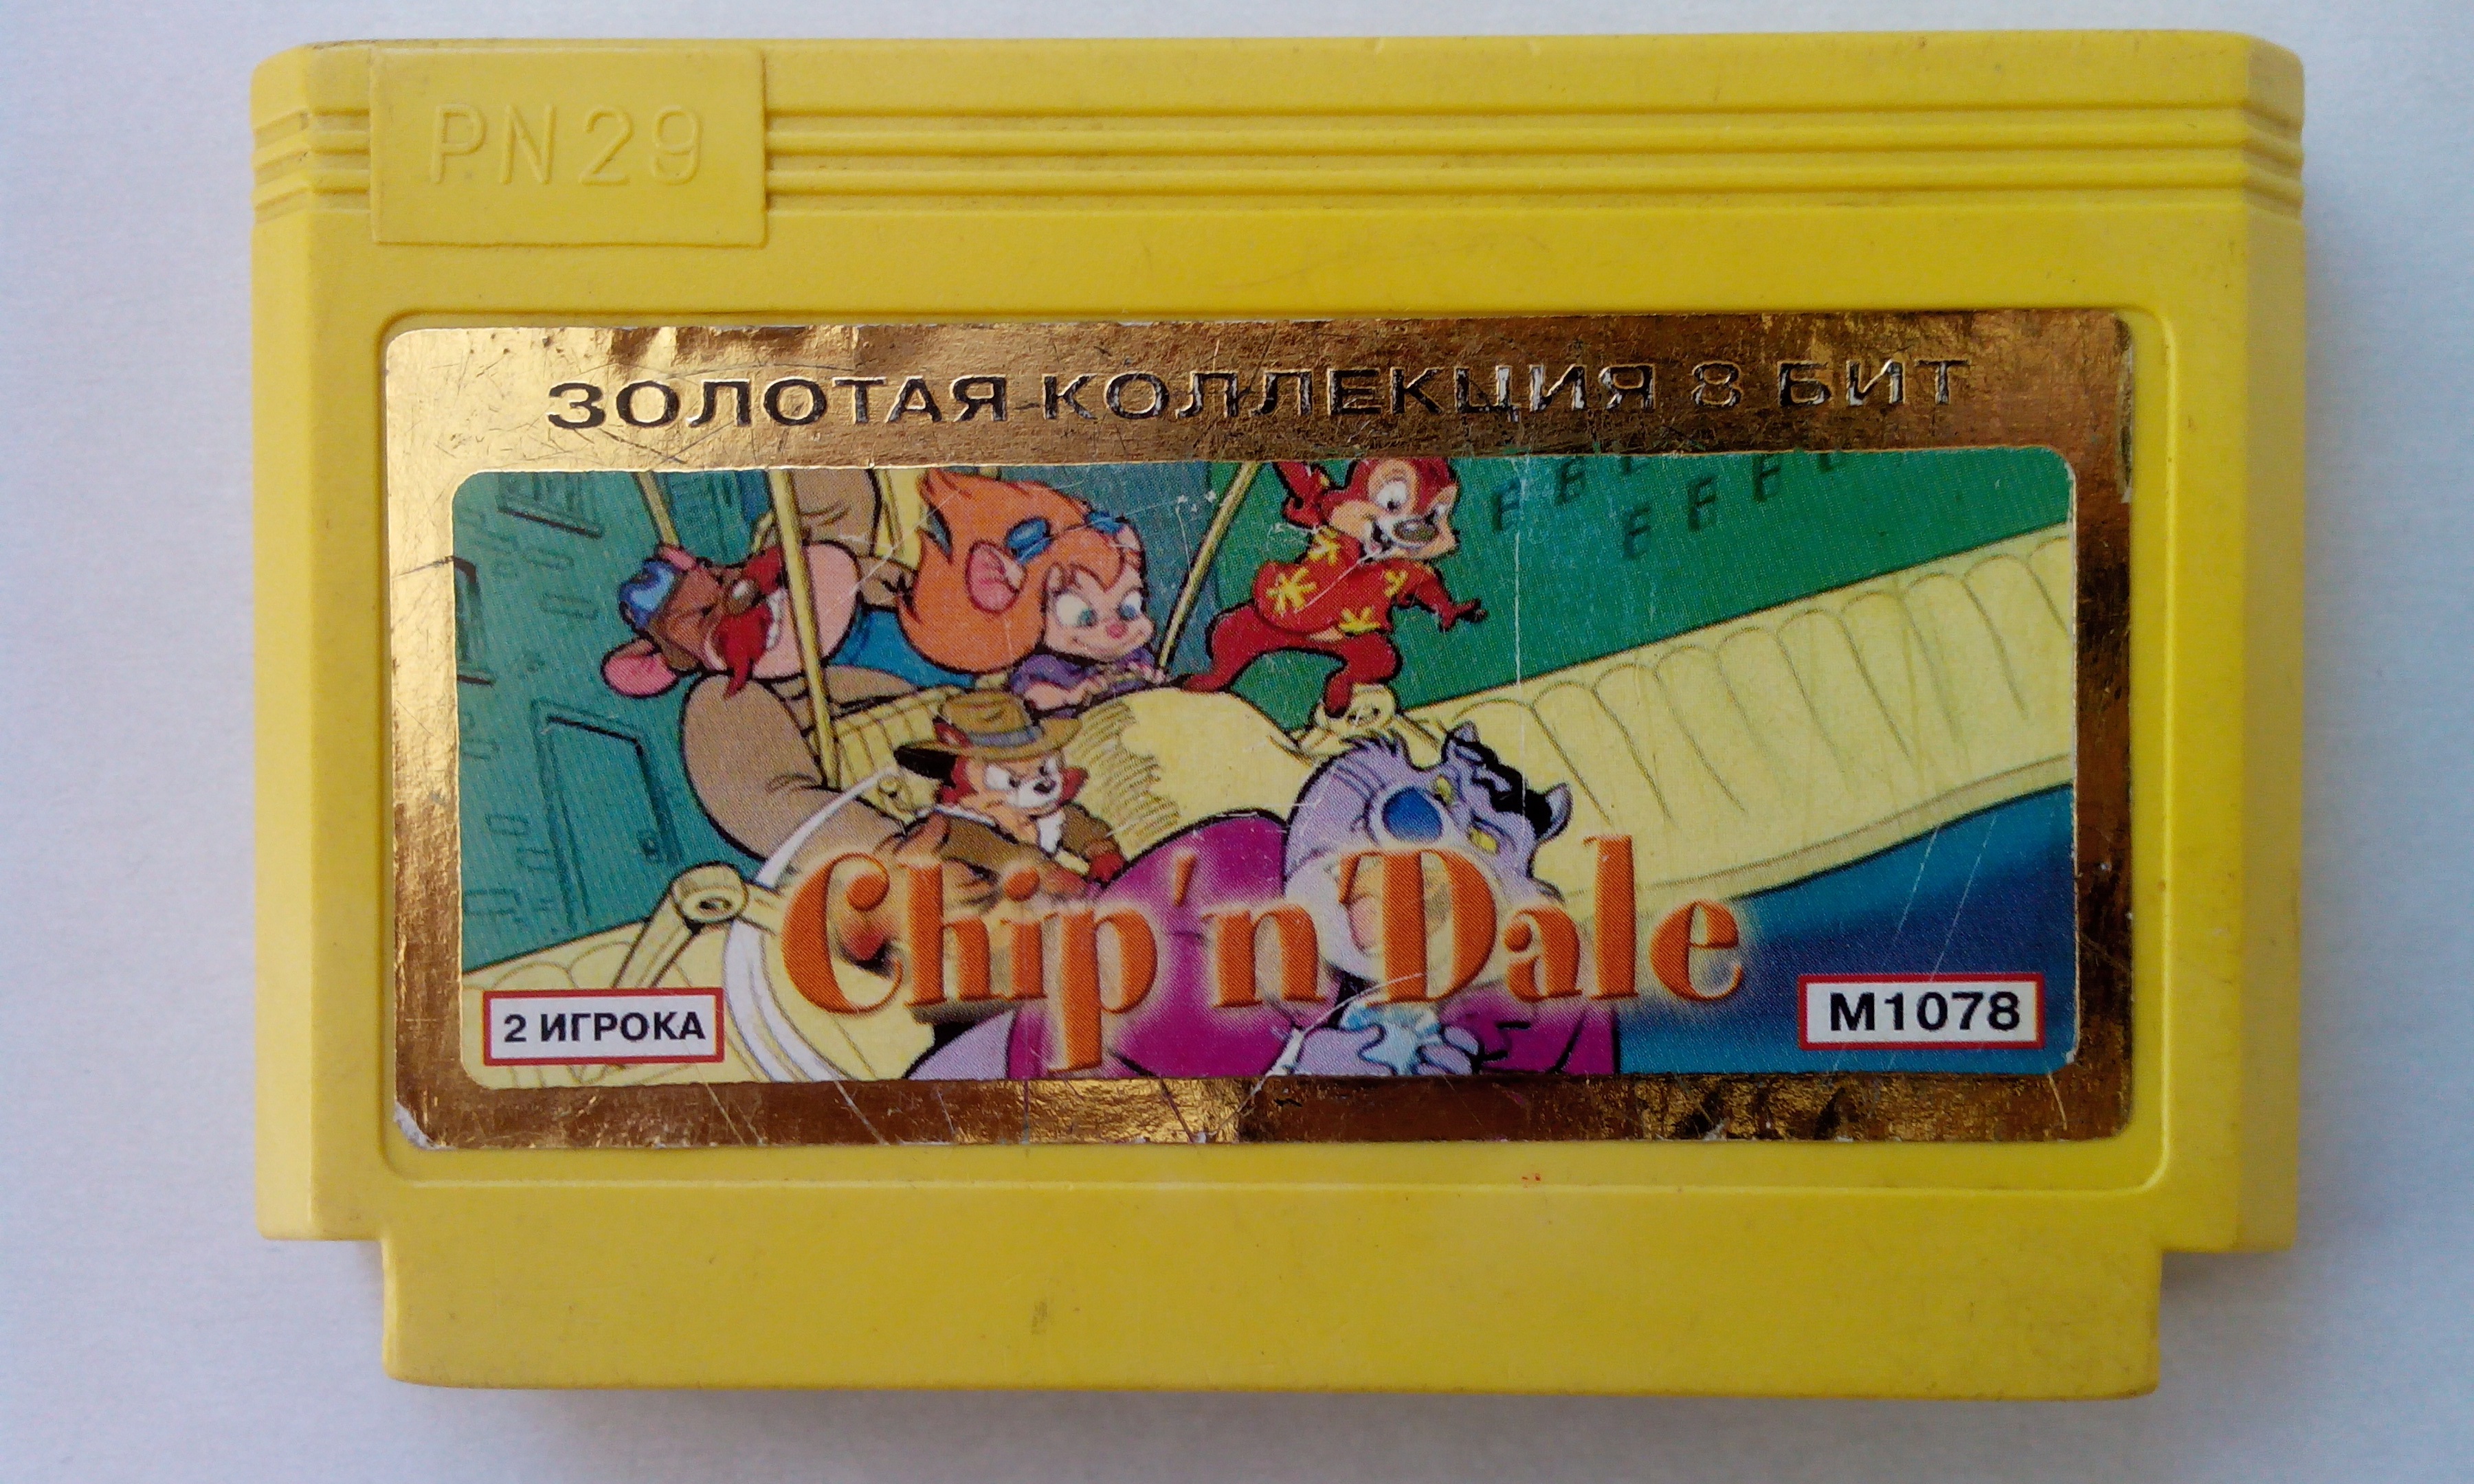 PN29
ЗОЛОТАЯ КОЛЛЕКЦИЯ 8 БИТ
Chip'n Dale
2 ИГРОКА
M1078